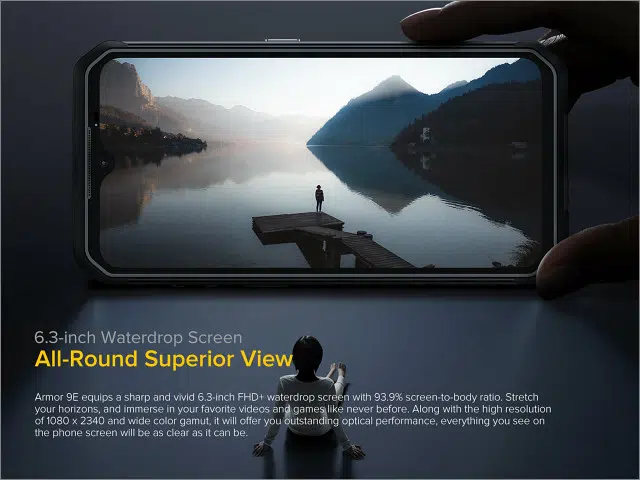 6.3-inch Waterdrop Screen
All-Round Superior View
Armor 9E equips a sharp and vivid 6.3-inch FHD+ waterdrop screen with 93.9% screen-to-body ratio. Stretch
your horizons, and immerse in your favorite videos and games like never before. Along with the high resolution
of 1080 x 2340 and wide color gamut, it will offer you outstanding optical performance, everything you see on
the phone screen will be as clear as it can be.